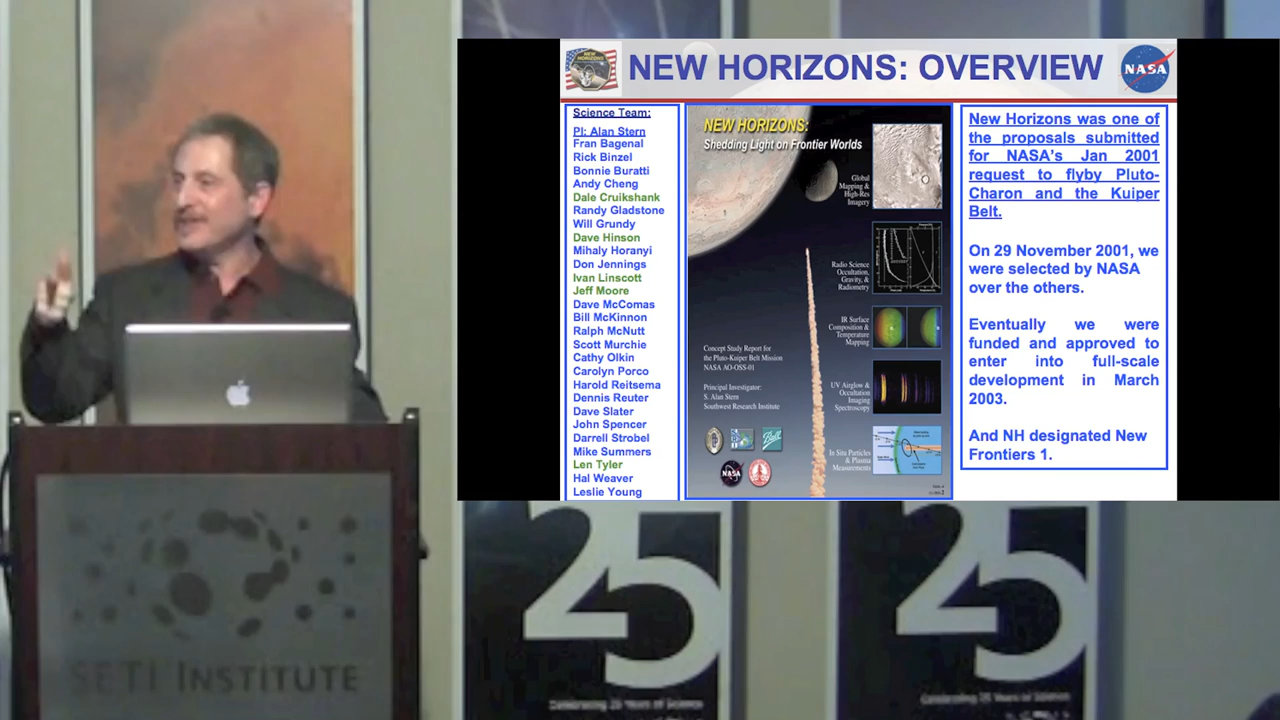 NEW HORIZONS: OVERVIEW
NASA
Science Team:
PI: Alan Stern
Fran Bagenal
Rick Binzel
Bonnie Buratti
Andy Cheng
Dale Cruikshank
Randy Gladstone
Will Grundy
Dave Hinson
Mihaly Horanyi
Don Jennings
Ivan Linscott
Jeff Moore
Dave McComas
Bill McKinnon
Ralph McNutt
Scott Murchie
Cathy Olkin
Carolyn Porco
Harold Reitsema
Dennis Reuter
Dave Slater
John Spencer
Darrell Strobel
Mike Summers
Len Tyler
Hal Weaver
Leslie Young
NEW HORIZONS:
Shedding Light on Frontier Worlds
Global
Mapping &
High-Res
Imagery
Radio Science
Occultation,
Gravity, &
Radiometry
IR Surface
Composition &
Temperature
Mapping
UV Airglow &
Occultation
Imaging
Spectroscopy
In Situ Particles
& Plasma
Measurements
Concept Study Report for
the Pluto-Kuiper Belt Mission
NASA AO-OSS-01
Principal Investigator:
S. Alan Stern
Southwest Research Institute
Ball
NASA
New Horizons was one of
the proposals submitted
for NASA's Jan 2001
request to flyby Pluto-
Charon and the Kuiper
Belt.
On 29 November 2001, we
were selected by NASA
over the others.
Eventually we were
funded and approved to
enter into full-scale
development in March
2003.
And NH designated New
Frontiers 1.
SETI INSTITUTE
25
Celebrating 25 Years of Science
25
Celebrating 25 Years of Science